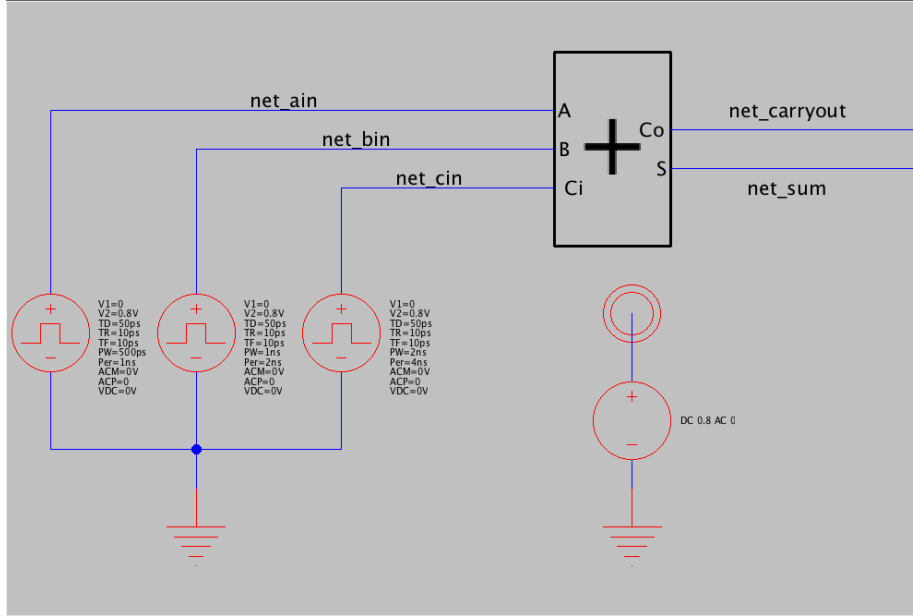 net_ain
A
net_bin
B
net_cin
Ci
Co
net_carryout
S
net_sum
V1=0
V2=0.8V
TD=50ps
TR=10ps
TF=10ps
PW=500ps
Per=1ns
ACM=0V
ACP=0
VDC=0V
V1=0
V2=0.8V
TD=50ps
TR=10ps
TF=10ps
PW=1ns
Per=2ns
ACM=0V
ACP=0
VDC=0V
V1=0
V2=0.8V
TD=50ps
TR=10ps
TF=10ps
PW=2ns
Per=4ns
ACM=0V
ACP=0
VDC=0V
DC 0.8 AC 0